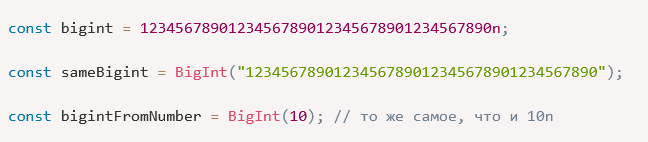 const bigint = 1234567890123456789012345678901234567890n;
const sameBigint = BigInt("1234567890123456789012345678901234567890");
const bigintFromNumber = BigInt(10); // то же самое, что и 10n